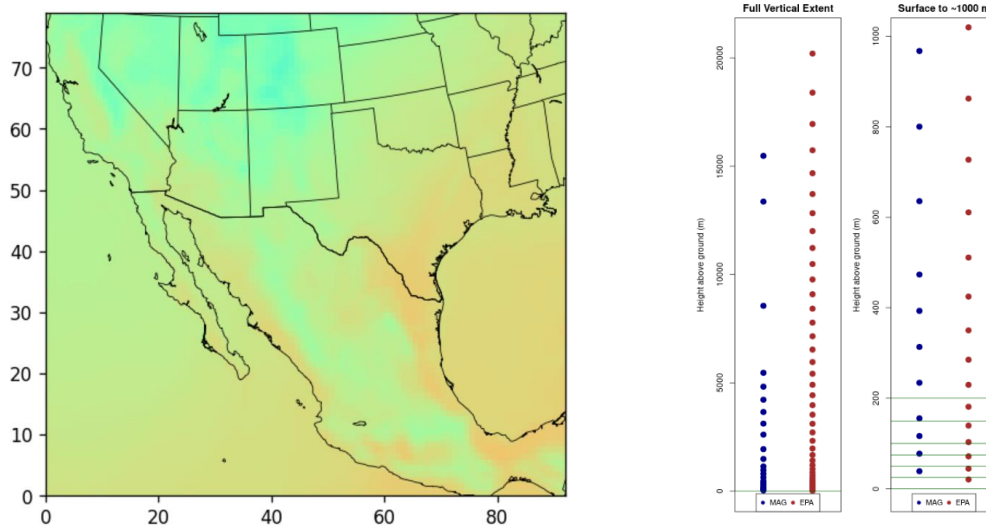 70
60
50
40
30
20
10
0
0 20 40 60 80
Full Vertical Extent
Height above ground (m)
20000
15000
10000
5000
0
MAG EPA
Surface to ~1000 m
Height above ground (m)
1000
800
600
400
200
0
MAG EPA